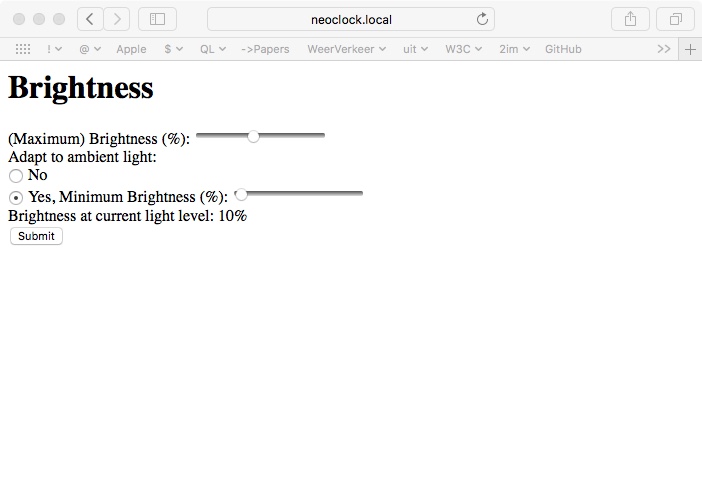 neoclock.local
! @ Apple $ QL ->Papers WeerVerkeer uit W3C 2im GitHub >> +
Brightness
(Maximum) Brightness (%):
Adapt to ambient light:
No
Yes, Minimum Brightness (%):
Brightness at current light level: 10%
Submit